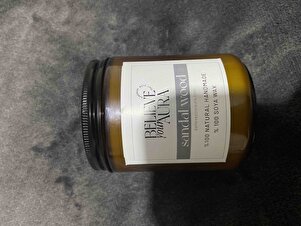 BELIEVE
your AURA
sandal wood
%100 NATURAL HANDMADE
% 100 SOYA WAX